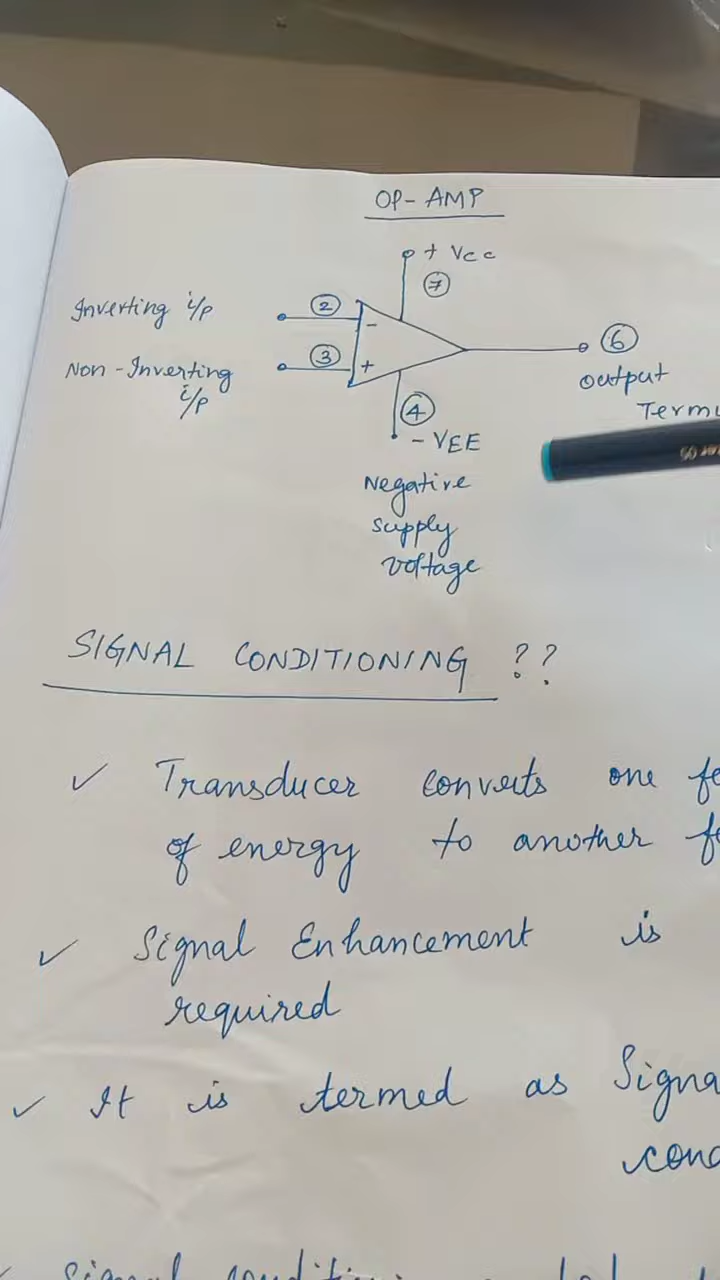 OP-AMP
+ Vcc
7
Inverting i/p
2
-
Non-Inverting
i/p
3
+
6
output
4
- VEE
Negative
supply
voltage
SIGNAL CONDITIONING ??
✓ Transducer converts one
of energy to another
✓ Signal Enhancement is
required
✓ It is termed as